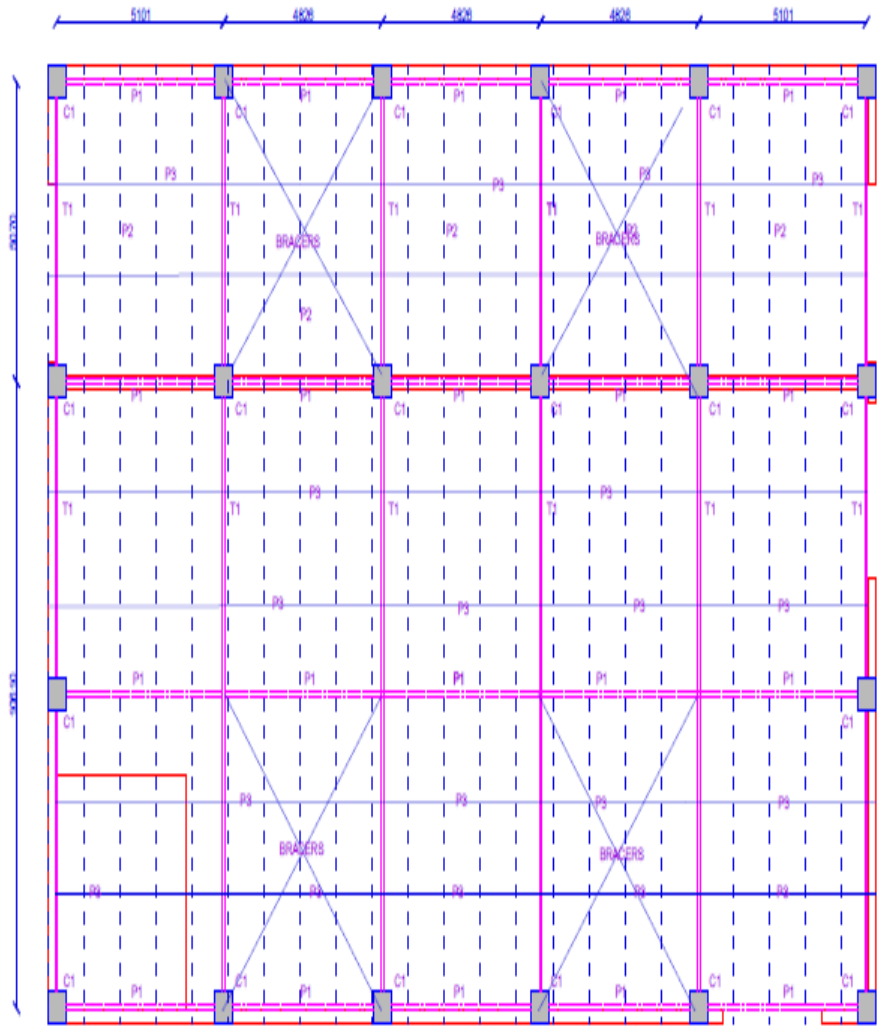 5101 4826 4826 4826 5101
P1 P1 P1 P1 P1
C1 C1 C1 C1 C1 C1
P3 P3 P3 P3
T1 T1 T1 T1 T1 T1
P2 P2 P2
BRACERS BRACERS
P2
P1 P1 P1 P1 P1
C1 C1 C1 C1 C1 C1
P3 P3
T1 T1 T1 T1 T1 T1
P3 P3 P3 P3
P1 P1 P1 P1 P1
C1 C1
P3 P3 P3 P3
BRACERS BRACERS
P3 P3 P3 P3 P3
C1 C1 C1 C1 C1 C1
P1 P1 P1 P1 P1